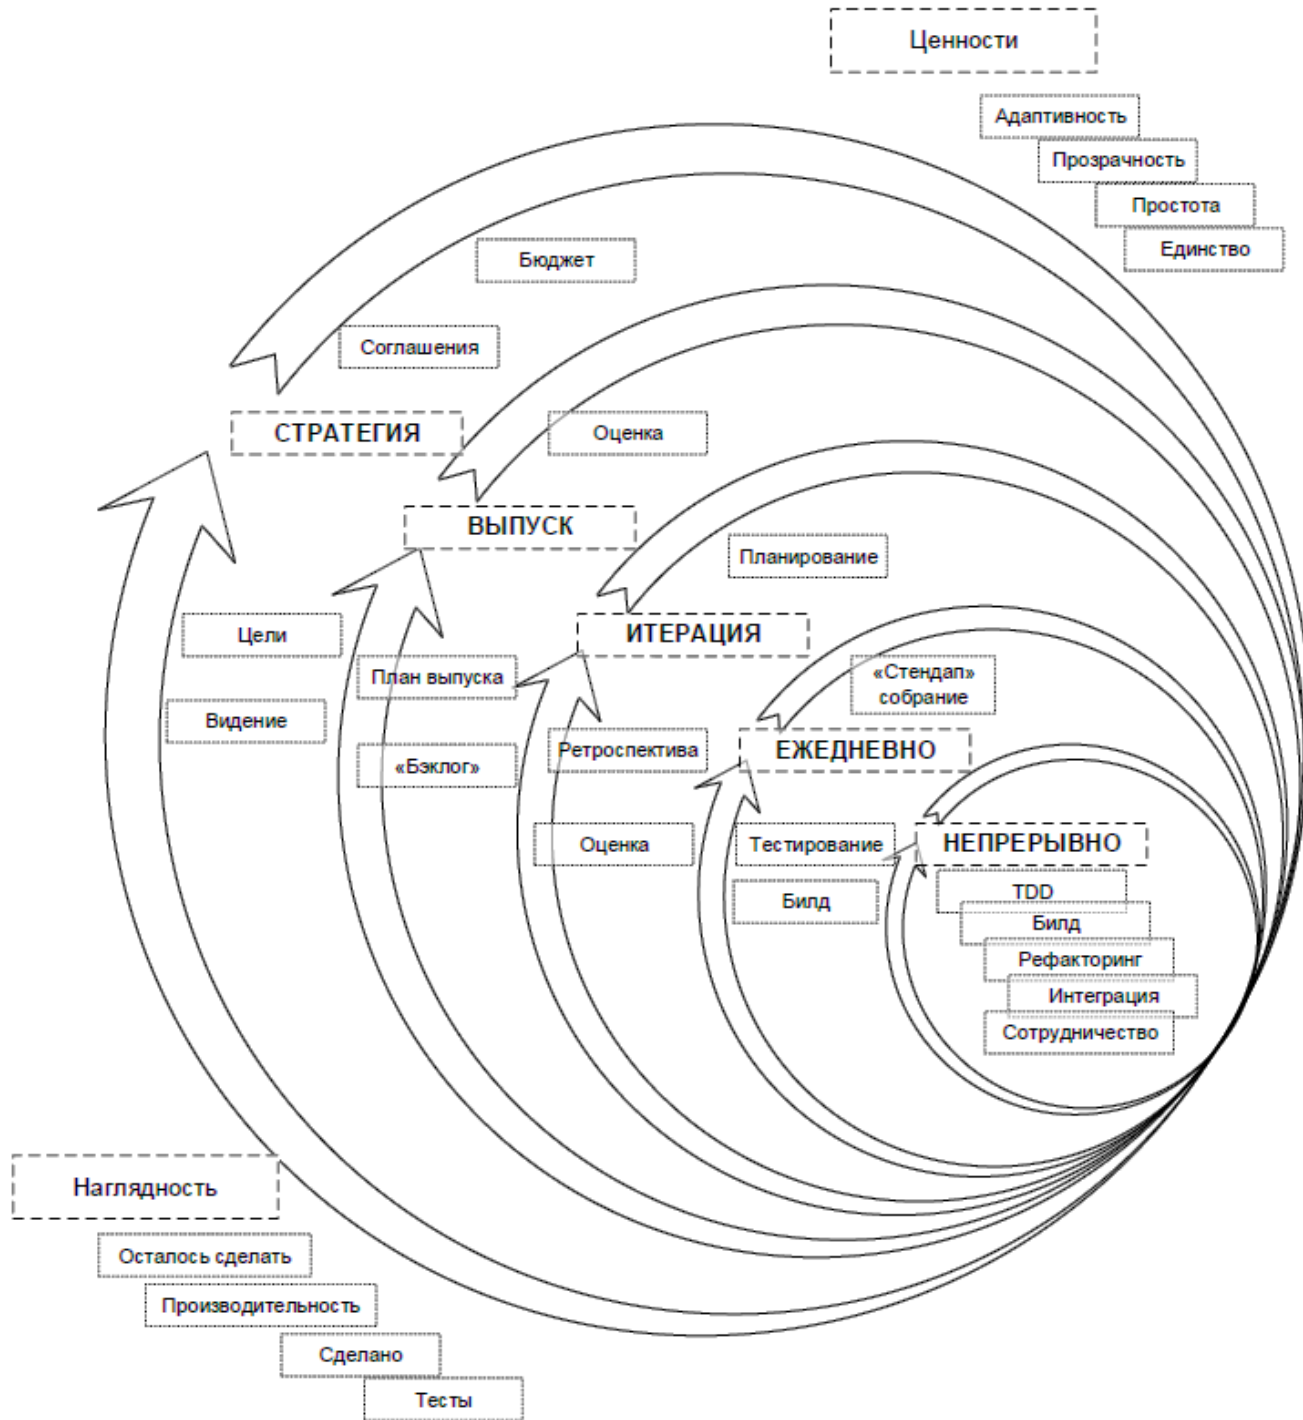 Ценности
Адаптивность
Прозрачность
Простота
Единство
Бюджет
Соглашения
СТРАТЕГИЯ
Оценка
ВЫПУСК
Планирование
Цели
ИТЕРАЦИЯ
План выпуска
«Стендап»
собрание
Видение
Ретроспектива
ЕЖЕДНЕВНО
«Бэклог»
Оценка
Тестирование
НЕПРЕРЫВНО
Билд
TDD
Билд
Рефакторинг
Интеграция
Сотрудничество
Наглядность
Осталось сделать
Производительность
Сделано
Тесты